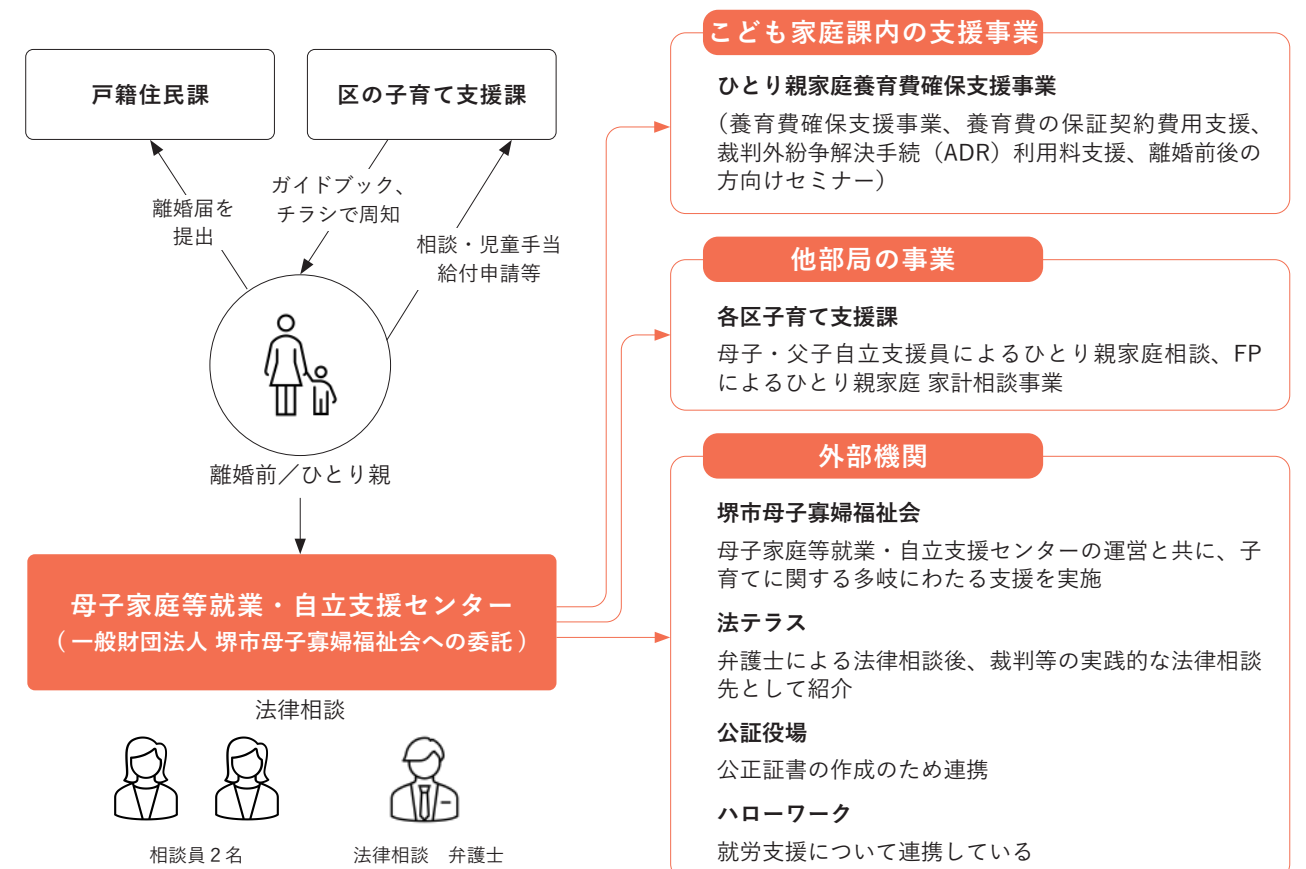 戸籍住民課
区の子育て支援課
離婚届を
提出
ガイドブック、
チラシで周知
相談・児童手当
給付申請等
離婚前／ひとり親
母子家庭等就業・自立支援センター
（一般財団法人 堺市母子寡婦福祉会への委託）
法律相談
相談員２名
法律相談　弁護士
こども家庭課内の支援事業
ひとり親家庭養育費確保支援事業
（養育費確保支援事業、養育費の保証契約費用支援、
裁判外紛争解決手続（ADR）利用料支援、離婚前後の
方向けセミナー）
他部局の事業
各区子育て支援課
母子・父子自立支援員によるひとり親家庭相談、FP
によるひとり親家庭 家計相談事業
外部機関
堺市母子寡婦福祉会
母子家庭等就業・自立支援センターの運営と共に、子
育てに関する多岐にわたる支援を実施
法テラス
弁護士による法律相談後、裁判等の実践的な法律相談
先として紹介
公証役場
公正証書の作成のため連携
ハローワーク
就労支援について連携している